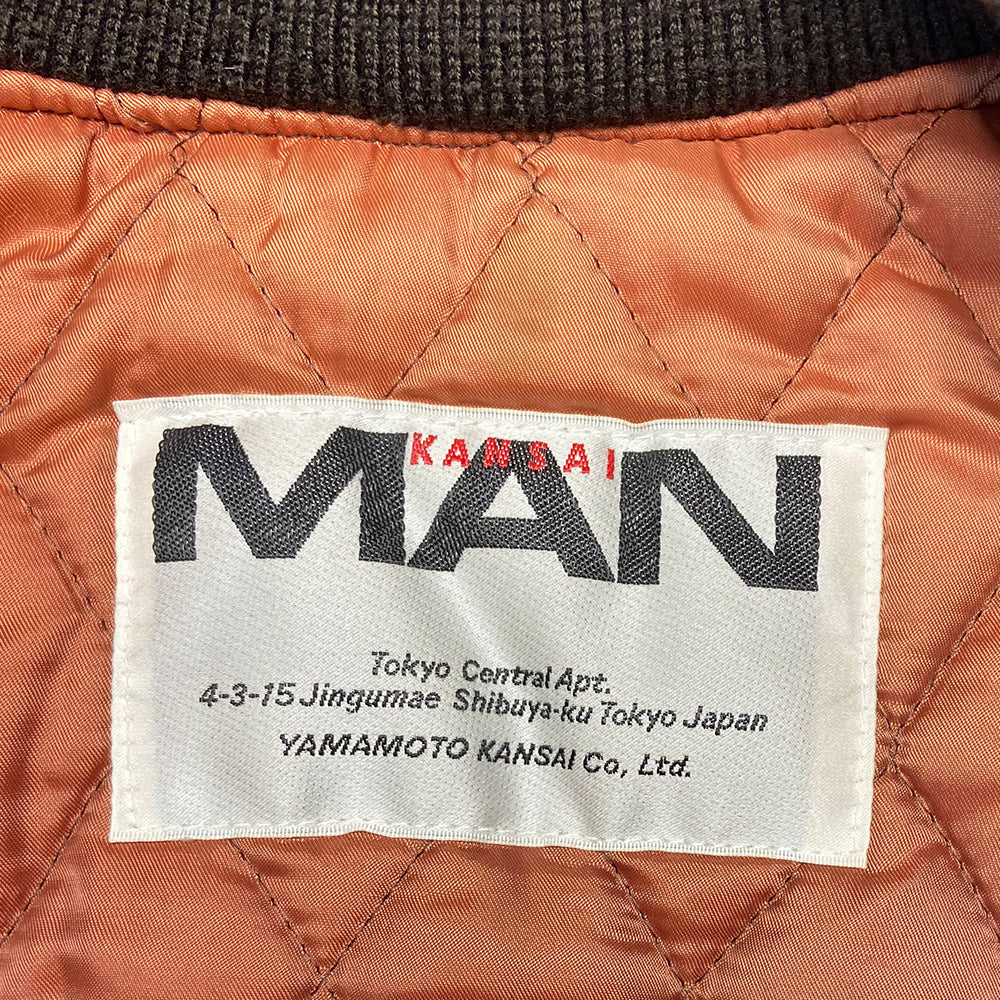 KANSAI
MAN
Tokyo Central Apt.
4-3-15 Jingumae Shibuya-ku Tokyo Japan
YAMAMOTO KANSAI Co, Ltd.